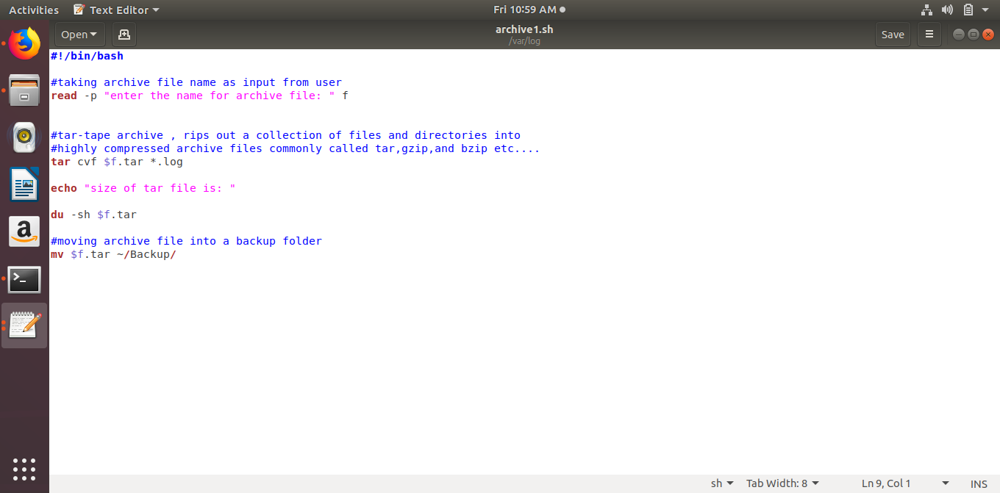 Activities Text Editor Fri 10:59 AM
Open archive1.sh Save
/var/log
#!/bin/bash
#taking archive file name as input from user
read -p "enter the name for archive file: " f
#tar-tape archive , rips out a collection of files and directories into
#highly compressed archive files commonly called tar,gzip,and bzip etc....
tar cvf $f.tar *.log
echo "size of tar file is: "
du -sh $f.tar
#moving archive file into a backup folder
mv $f.tar ~/Backup/
a
>_
sh Tab Width: 8 Ln 9, Col 1 INS